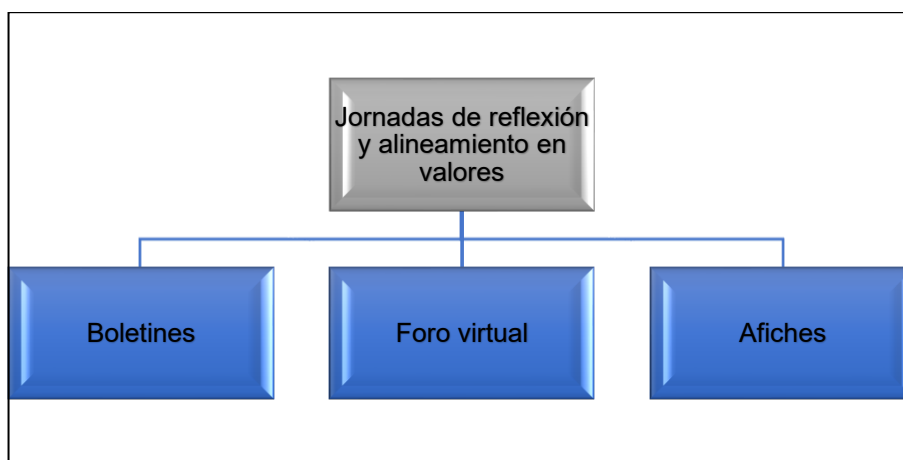 Jornadas de reflexión
y alineamiento en
valores
Boletines
Foro virtual
Afiches